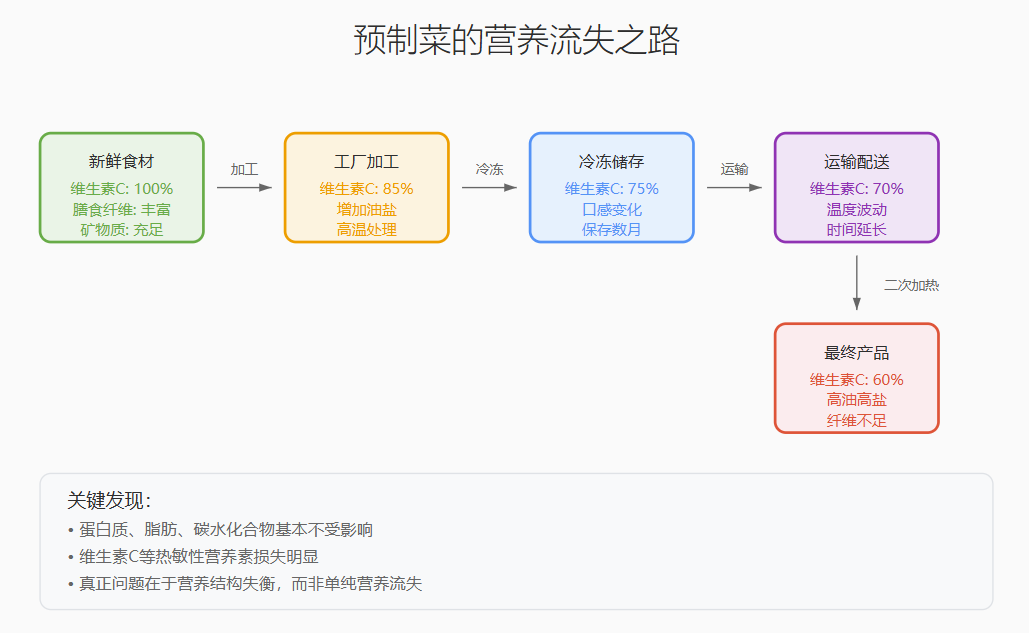 预制菜的营养流失之路
新鲜食材
维生素C: 100%
膳食纤维: 丰富
矿物质: 充足
加工
工厂加工
维生素C: 85%
增加油盐
高温处理
冷冻
冷冻储存
维生素C: 75%
口感变化
保存数月
运输
运输配送
维生素C: 70%
温度波动
时间延长
二次加热
最终产品
维生素C: 60%
高油高盐
纤维不足
关键发现：
• 蛋白质、脂肪、碳水化合物基本不受影响
• 维生素C等热敏性营养素损失明显
• 真正问题在于营养结构失衡，而非单纯营养流失